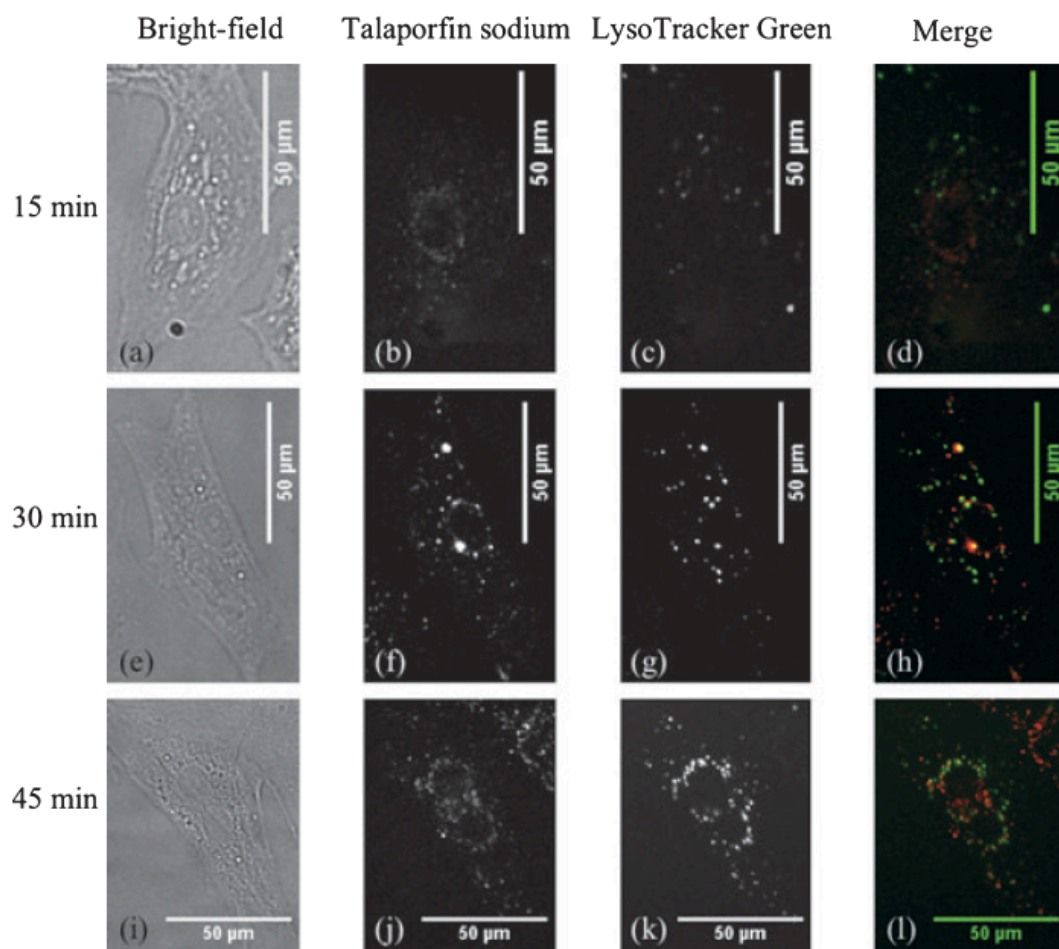 Bright-field Talaporfin sodium LysoTracker Green Merge
15 min
50 µm 50 µm 50 µm 50 µm
(a) (b) (c) (d)
30 min
50 µm 50 µm 50 µm 50 µm
(e) (f) (g) (h)
45 min
(i) (j) (k) (l)
50 µm 50 µm 50 µm 50 µm